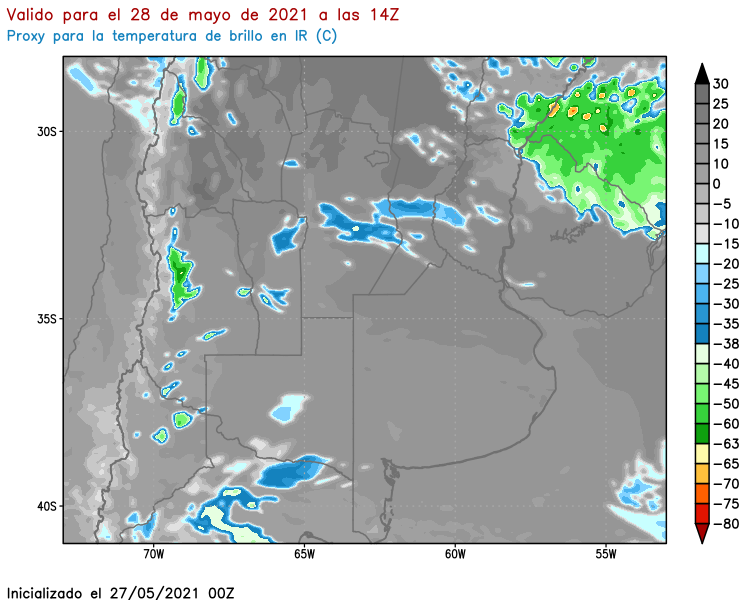 Valido para el 28 de mayo de 2021 a las 14Z
Proxy para la temperatura de brillo en IR (C)
30
25
20
15
10
0
−5
−10
−15
−20
−25
−30
−35
−38
−40
−45
−50
−60
−63
−65
−70
−75
−80
30S
35S
40S
70W
65W
60W
55W
Inicializado el 27/05/2021 00Z